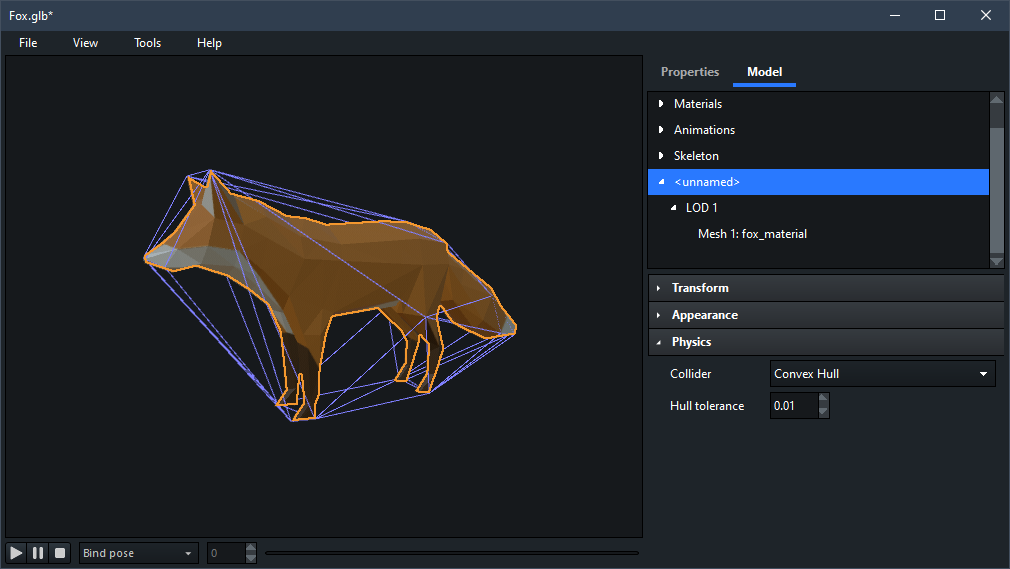 Fox.glb*
File View Tools Help
Properties Model
Materials
Animations
Skeleton
<unnamed>
LOD 1
Mesh 1: fox_material
Transform
Appearance
Physics
Collider Convex Hull
Hull tolerance 0.01
Bind pose 0